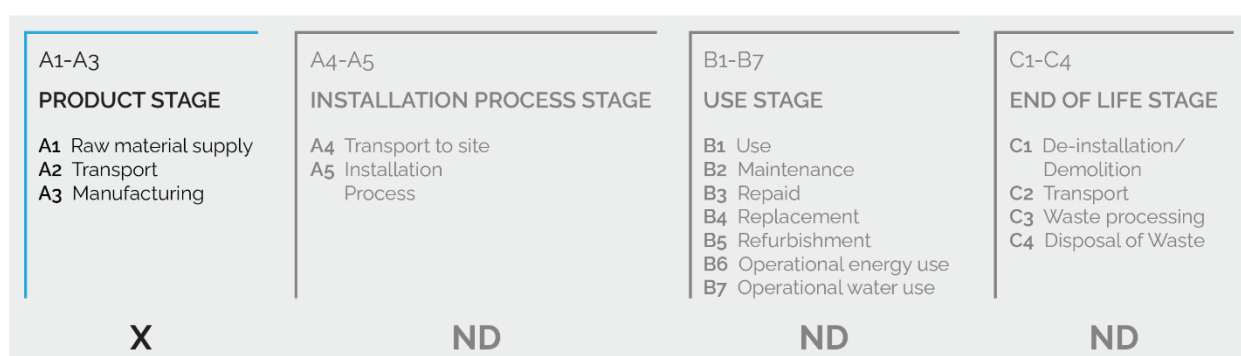 A1-A3
PRODUCT STAGE
A1 Raw material supply
A2 Transport
A3 Manufacturing
X
A4-A5
INSTALLATION PROCESS STAGE
A4 Transport to site
A5 Installation
Process
ND
B1-B7
USE STAGE
B1 Use
B2 Maintenance
B3 Repaid
B4 Replacement
B5 Refurbishment
B6 Operational energy use
B7 Operational water use
ND
C1-C4
END OF LIFE STAGE
C1 De-installation/
Demolition
C2 Transport
C3 Waste processing
C4 Disposal of Waste
ND